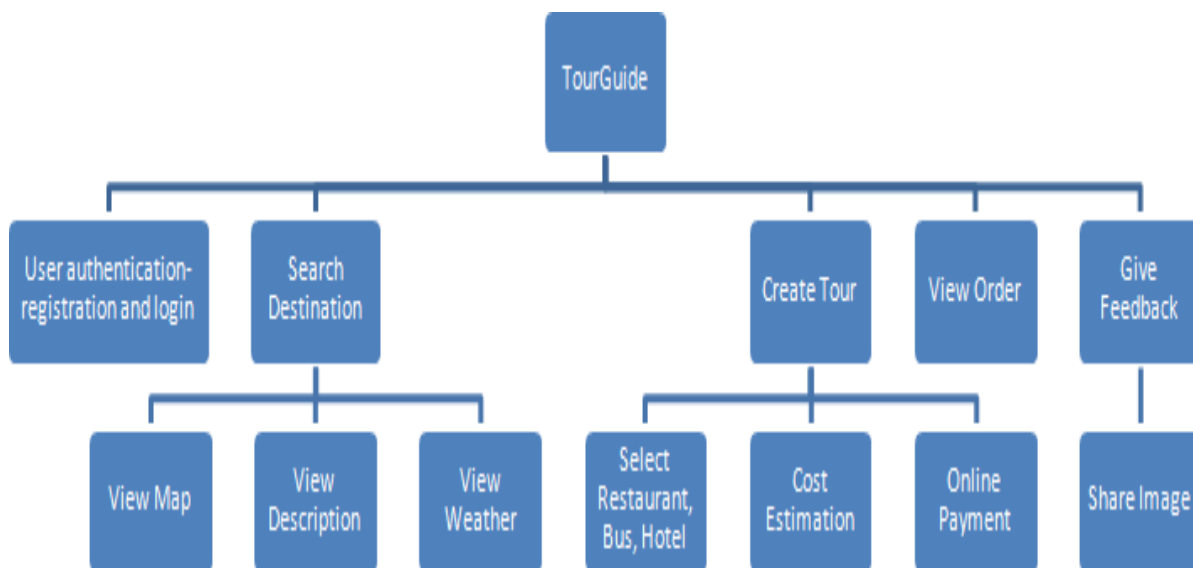 TourGuide
User authentication-
registration and login
Search
Destination
Create Tour
View Order
Give
Feedback
View Map
View
Description
View
Weather
Select
Restaurant,
Bus, Hotel
Cost
Estimation
Online
Payment
Share Image